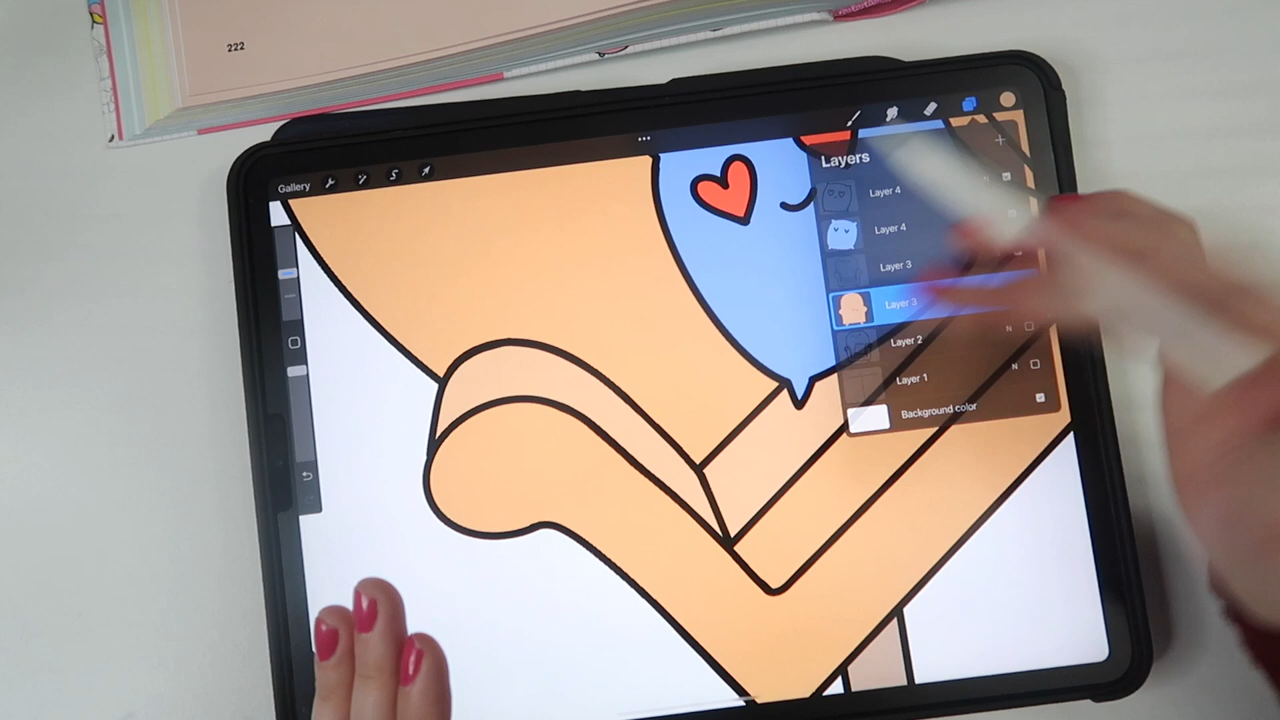 222
Gallery
Layers
N
Layer 4
Layer 4
Layer 3
Layer 3
Layer 2
N
Layer 1
N
Background color